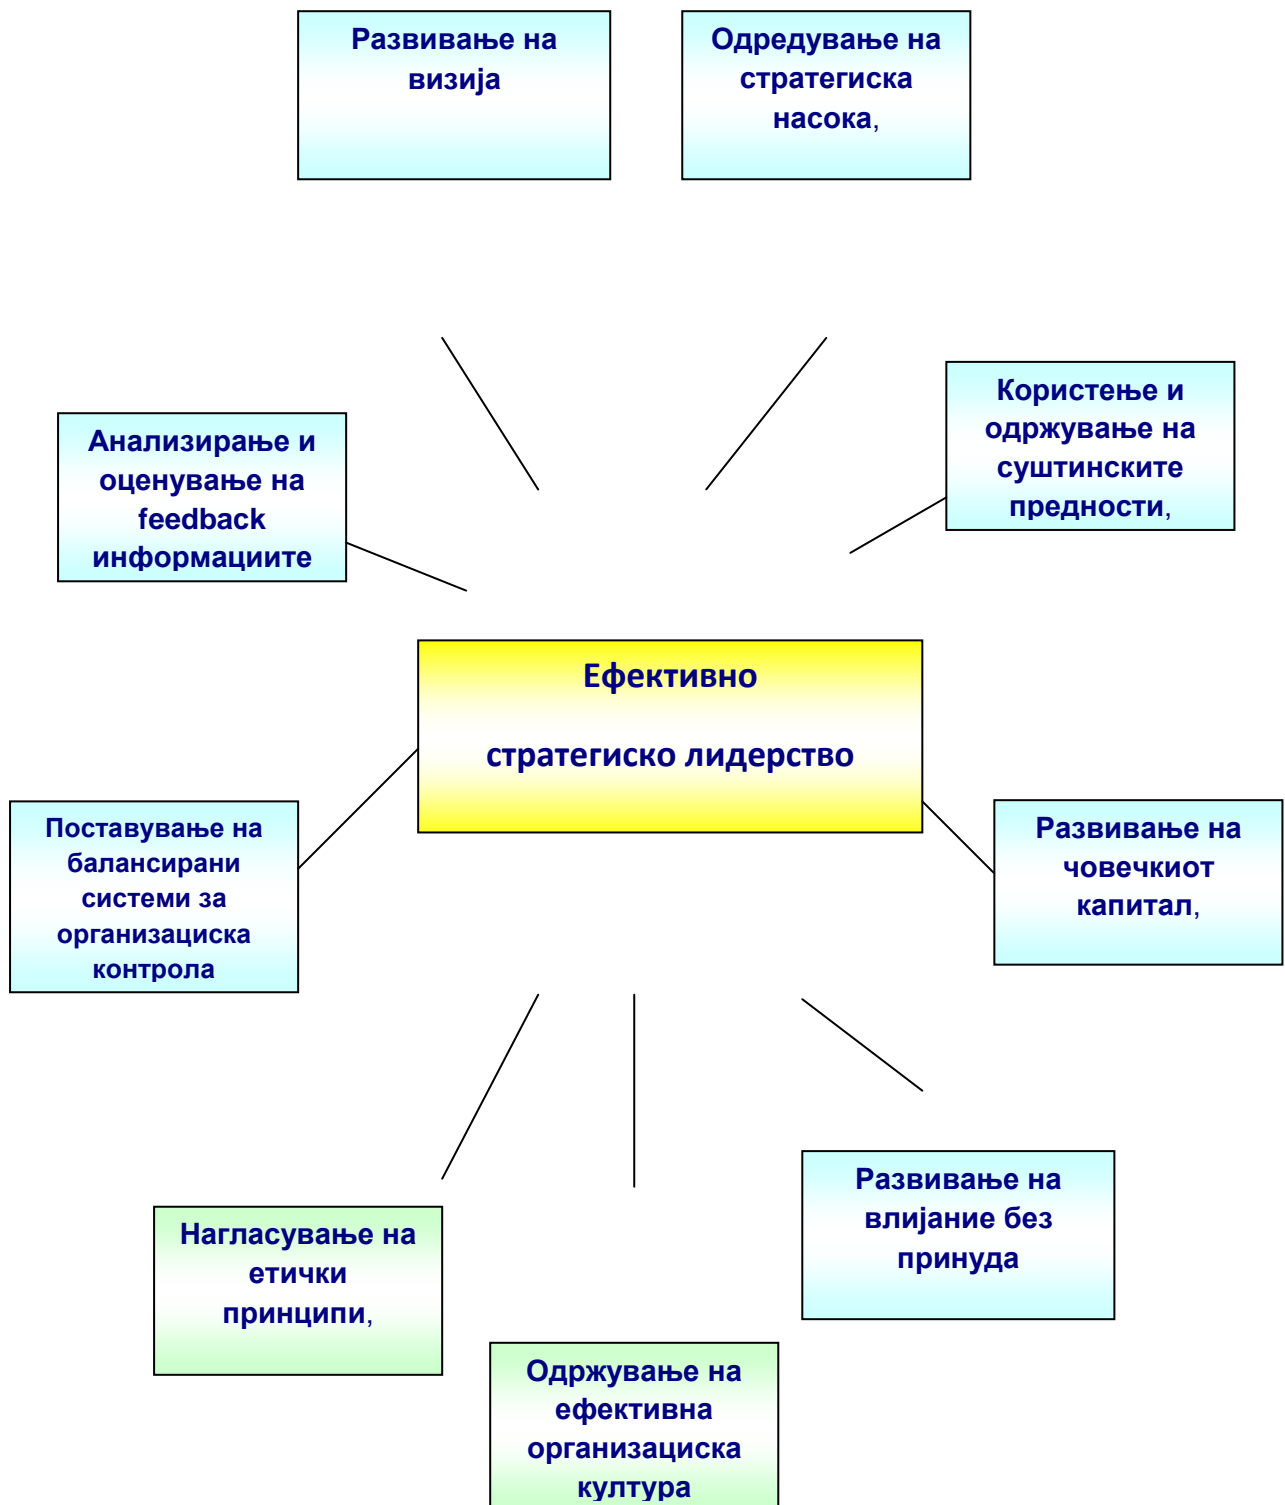 Развивање на
визија
Одредување на
стратегиска
насока,
Користење и
одржување на
суштинските
предности,
Анализирање и
оценување на
feedback
информациите
Ефективно
стратегиско лидерство
Поставување на
балансирани
системи за
организациска
контрола
Развивање на
човечкиот
капитал,
Развивање на
влијание без
принуда
Нагласување на
етички
принципи,
Одржување на
ефективна
организациска
култура